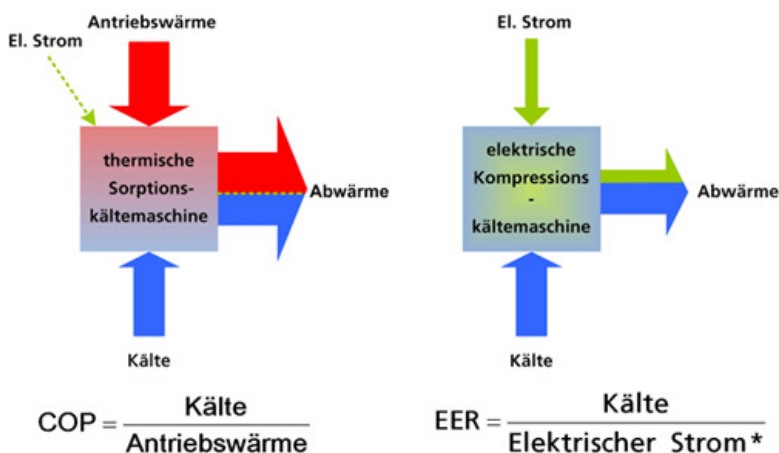 Antriebswärme
El. Strom
thermische
Sorptions-
kältemaschine
Abwärme
Kälte
COP = Kälte / Antriebswärme
El. Strom
elektrische
Kompressions
-
kältemaschine
Abwärme
Kälte
EER = Kälte / Elektrischer Strom*